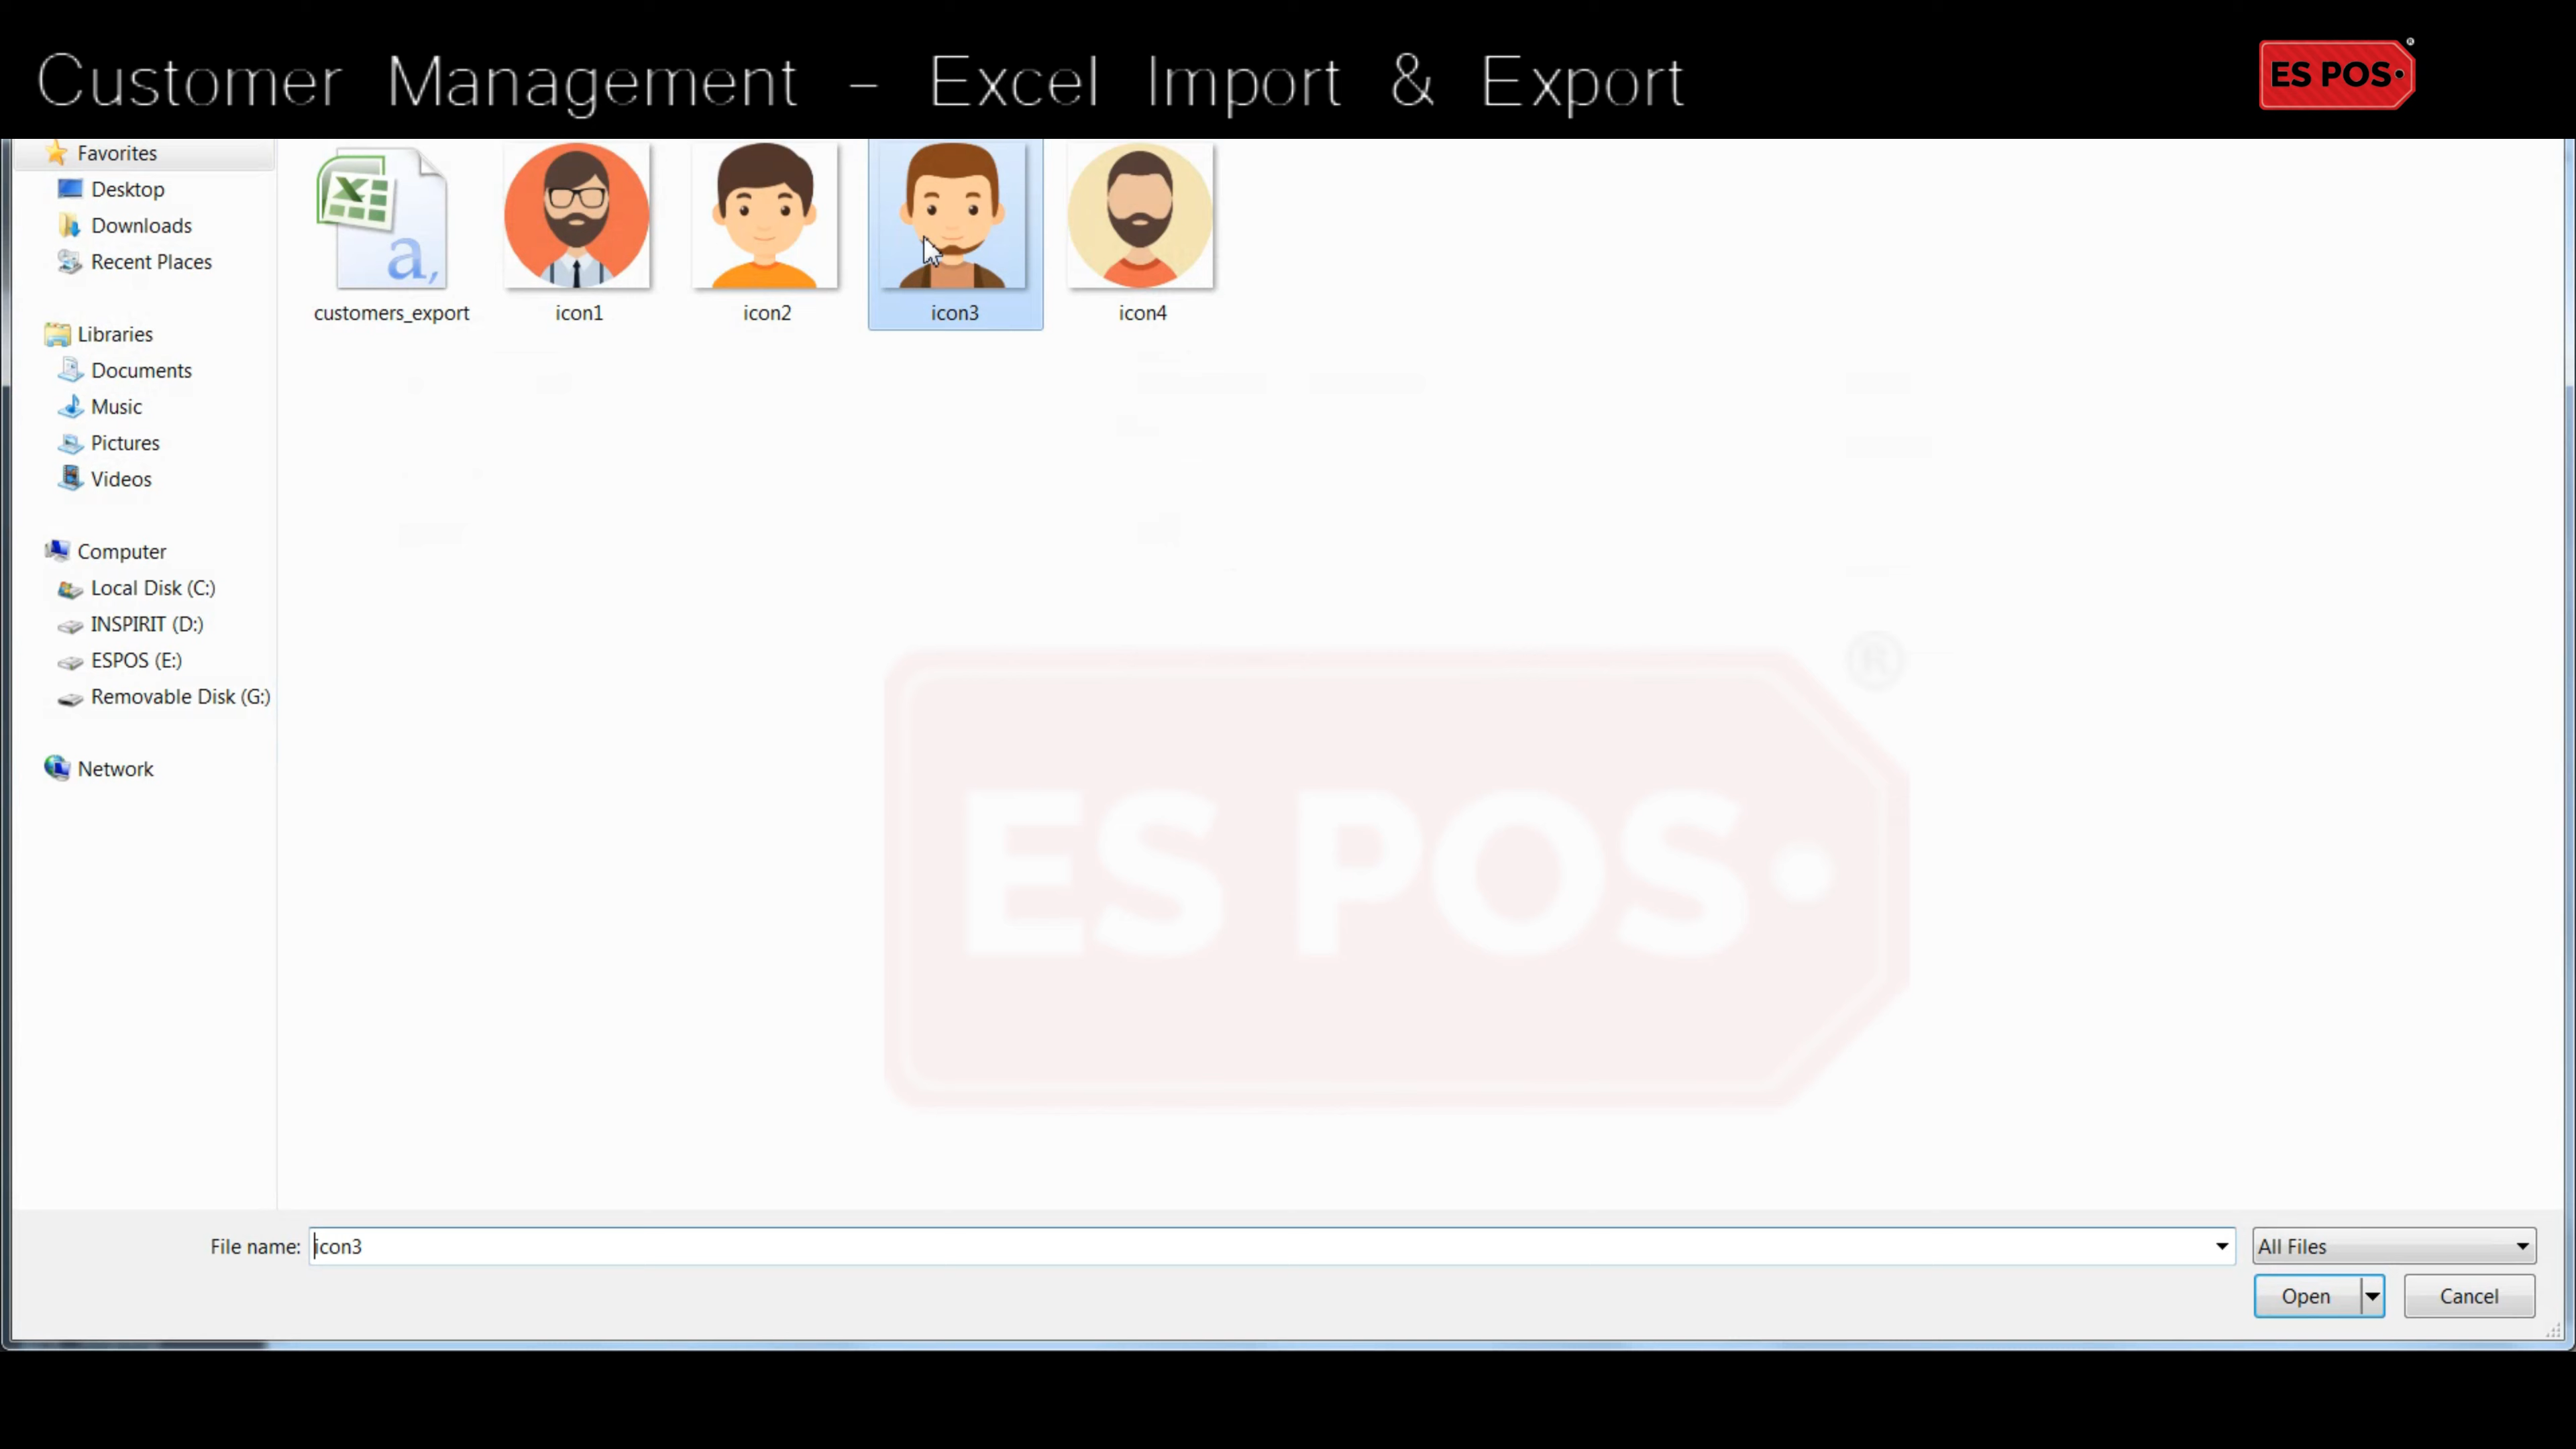 Customer Management - Excel Import & Export
ES POS
®
Favorites
Desktop
Downloads
Recent Places
Libraries
Documents
Music
Pictures
Videos
Computer
Local Disk (C:)
INSPIRIT (D:)
ESPOS (E:)
Removable Disk (G:)
Network
a,
customers_export
icon1
icon2
icon3
icon4
ES POS
®
File name: icon3
All Files
Open
Cancel